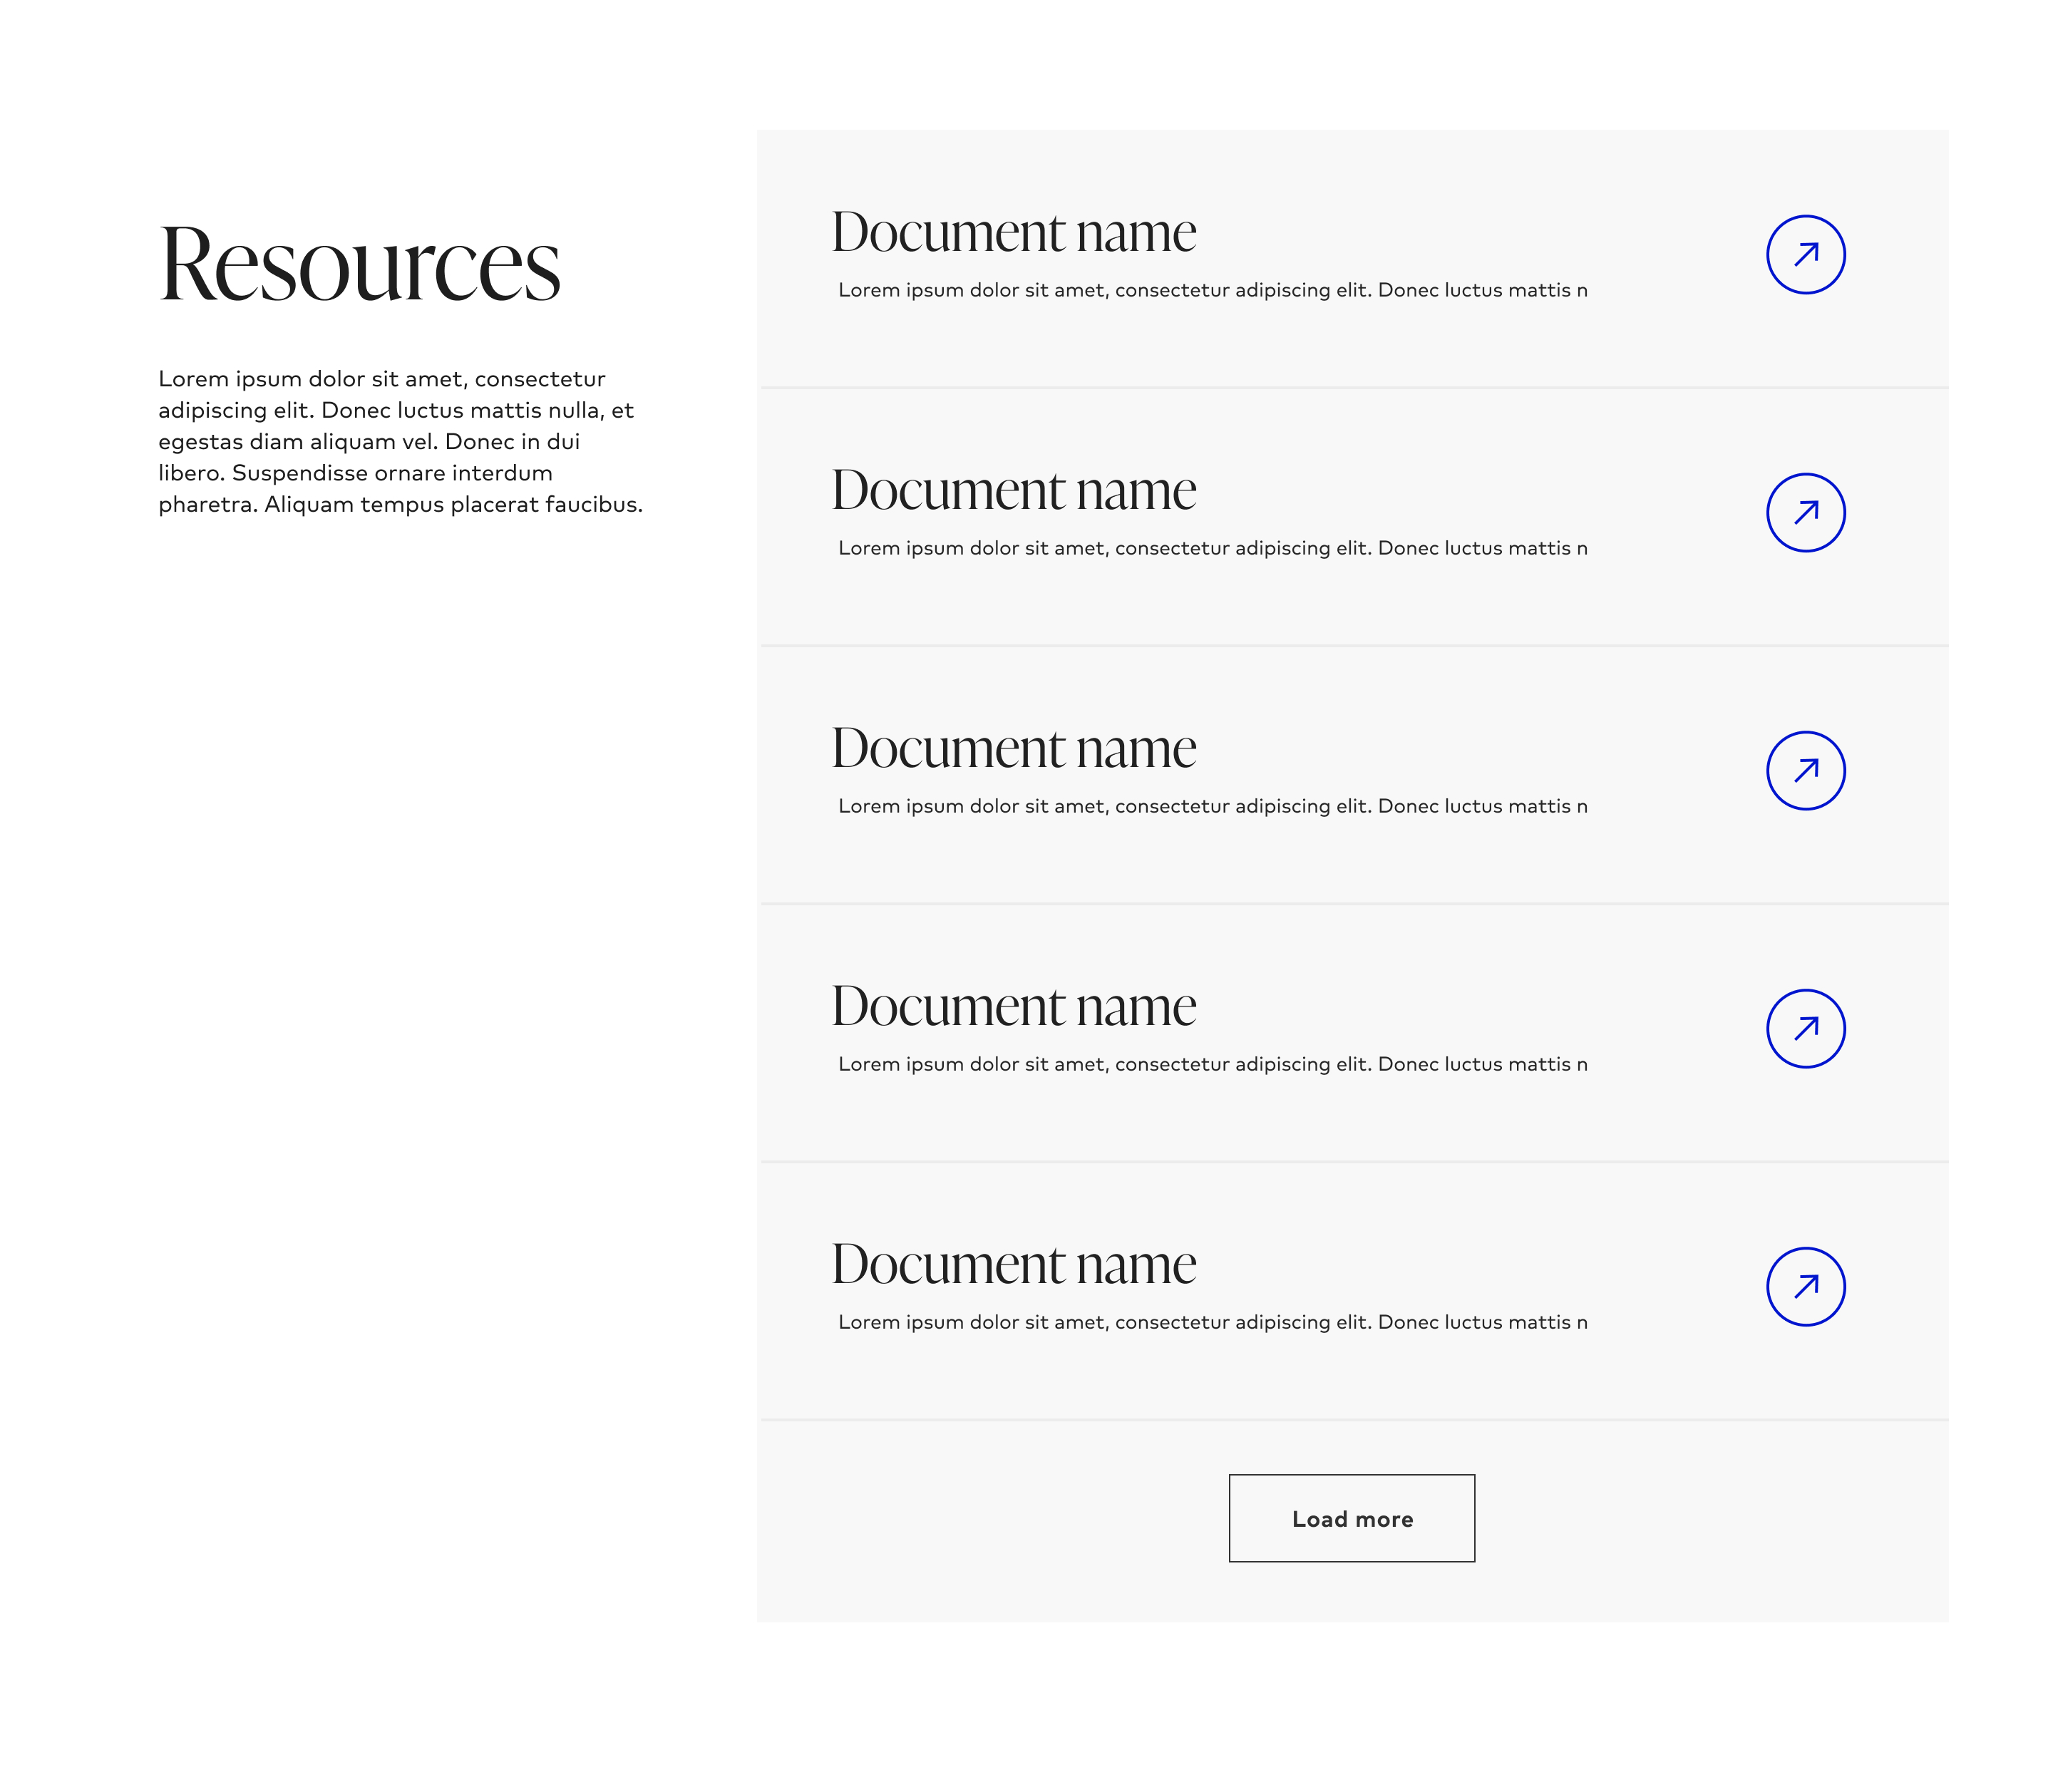 Resources
Lorem ipsum dolor sit amet, consectetur
adipiscing elit. Donec luctus mattis nulla, et
egestas diam aliquam vel. Donec in dui
libero. Suspendisse ornare interdum
pharetra. Aliquam tempus placerat faucibus.
Document name
Lorem ipsum dolor sit amet, consectetur adipiscing elit. Donec luctus mattis n
Document name
Lorem ipsum dolor sit amet, consectetur adipiscing elit. Donec luctus mattis n
Document name
Lorem ipsum dolor sit amet, consectetur adipiscing elit. Donec luctus mattis n
Document name
Lorem ipsum dolor sit amet, consectetur adipiscing elit. Donec luctus mattis n
Document name
Lorem ipsum dolor sit amet, consectetur adipiscing elit. Donec luctus mattis n
Load more